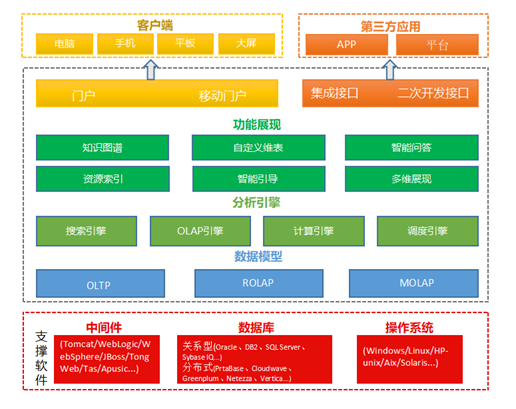 客户端
第三方应用
电脑
手机
平板
大屏
APP
平台
门户
移动门户
集成接口
二次开发接口
功能展现
知识图谱
自定义维表
智能问答
资源索引
智能引导
多维展现
分析引擎
搜索引擎
OLAP引擎
计算引擎
调度引擎
数据模型
OLTP
ROLAP
MOLAP
支撑软件
中间件
(Tomcat/WebLogic/W
ebSphere/JBoss/Tong
Web/Tas/Apusic...)
数据库
关系型(Oracle、DB2、SQL Server、
Sybase IQ...)
分布式(PrtaBase、Cloudwave、
Greenplum、Netezza、Vertica...)
操作系统
(Windows/Linux/HP-
unix/Aix/Solaris...)